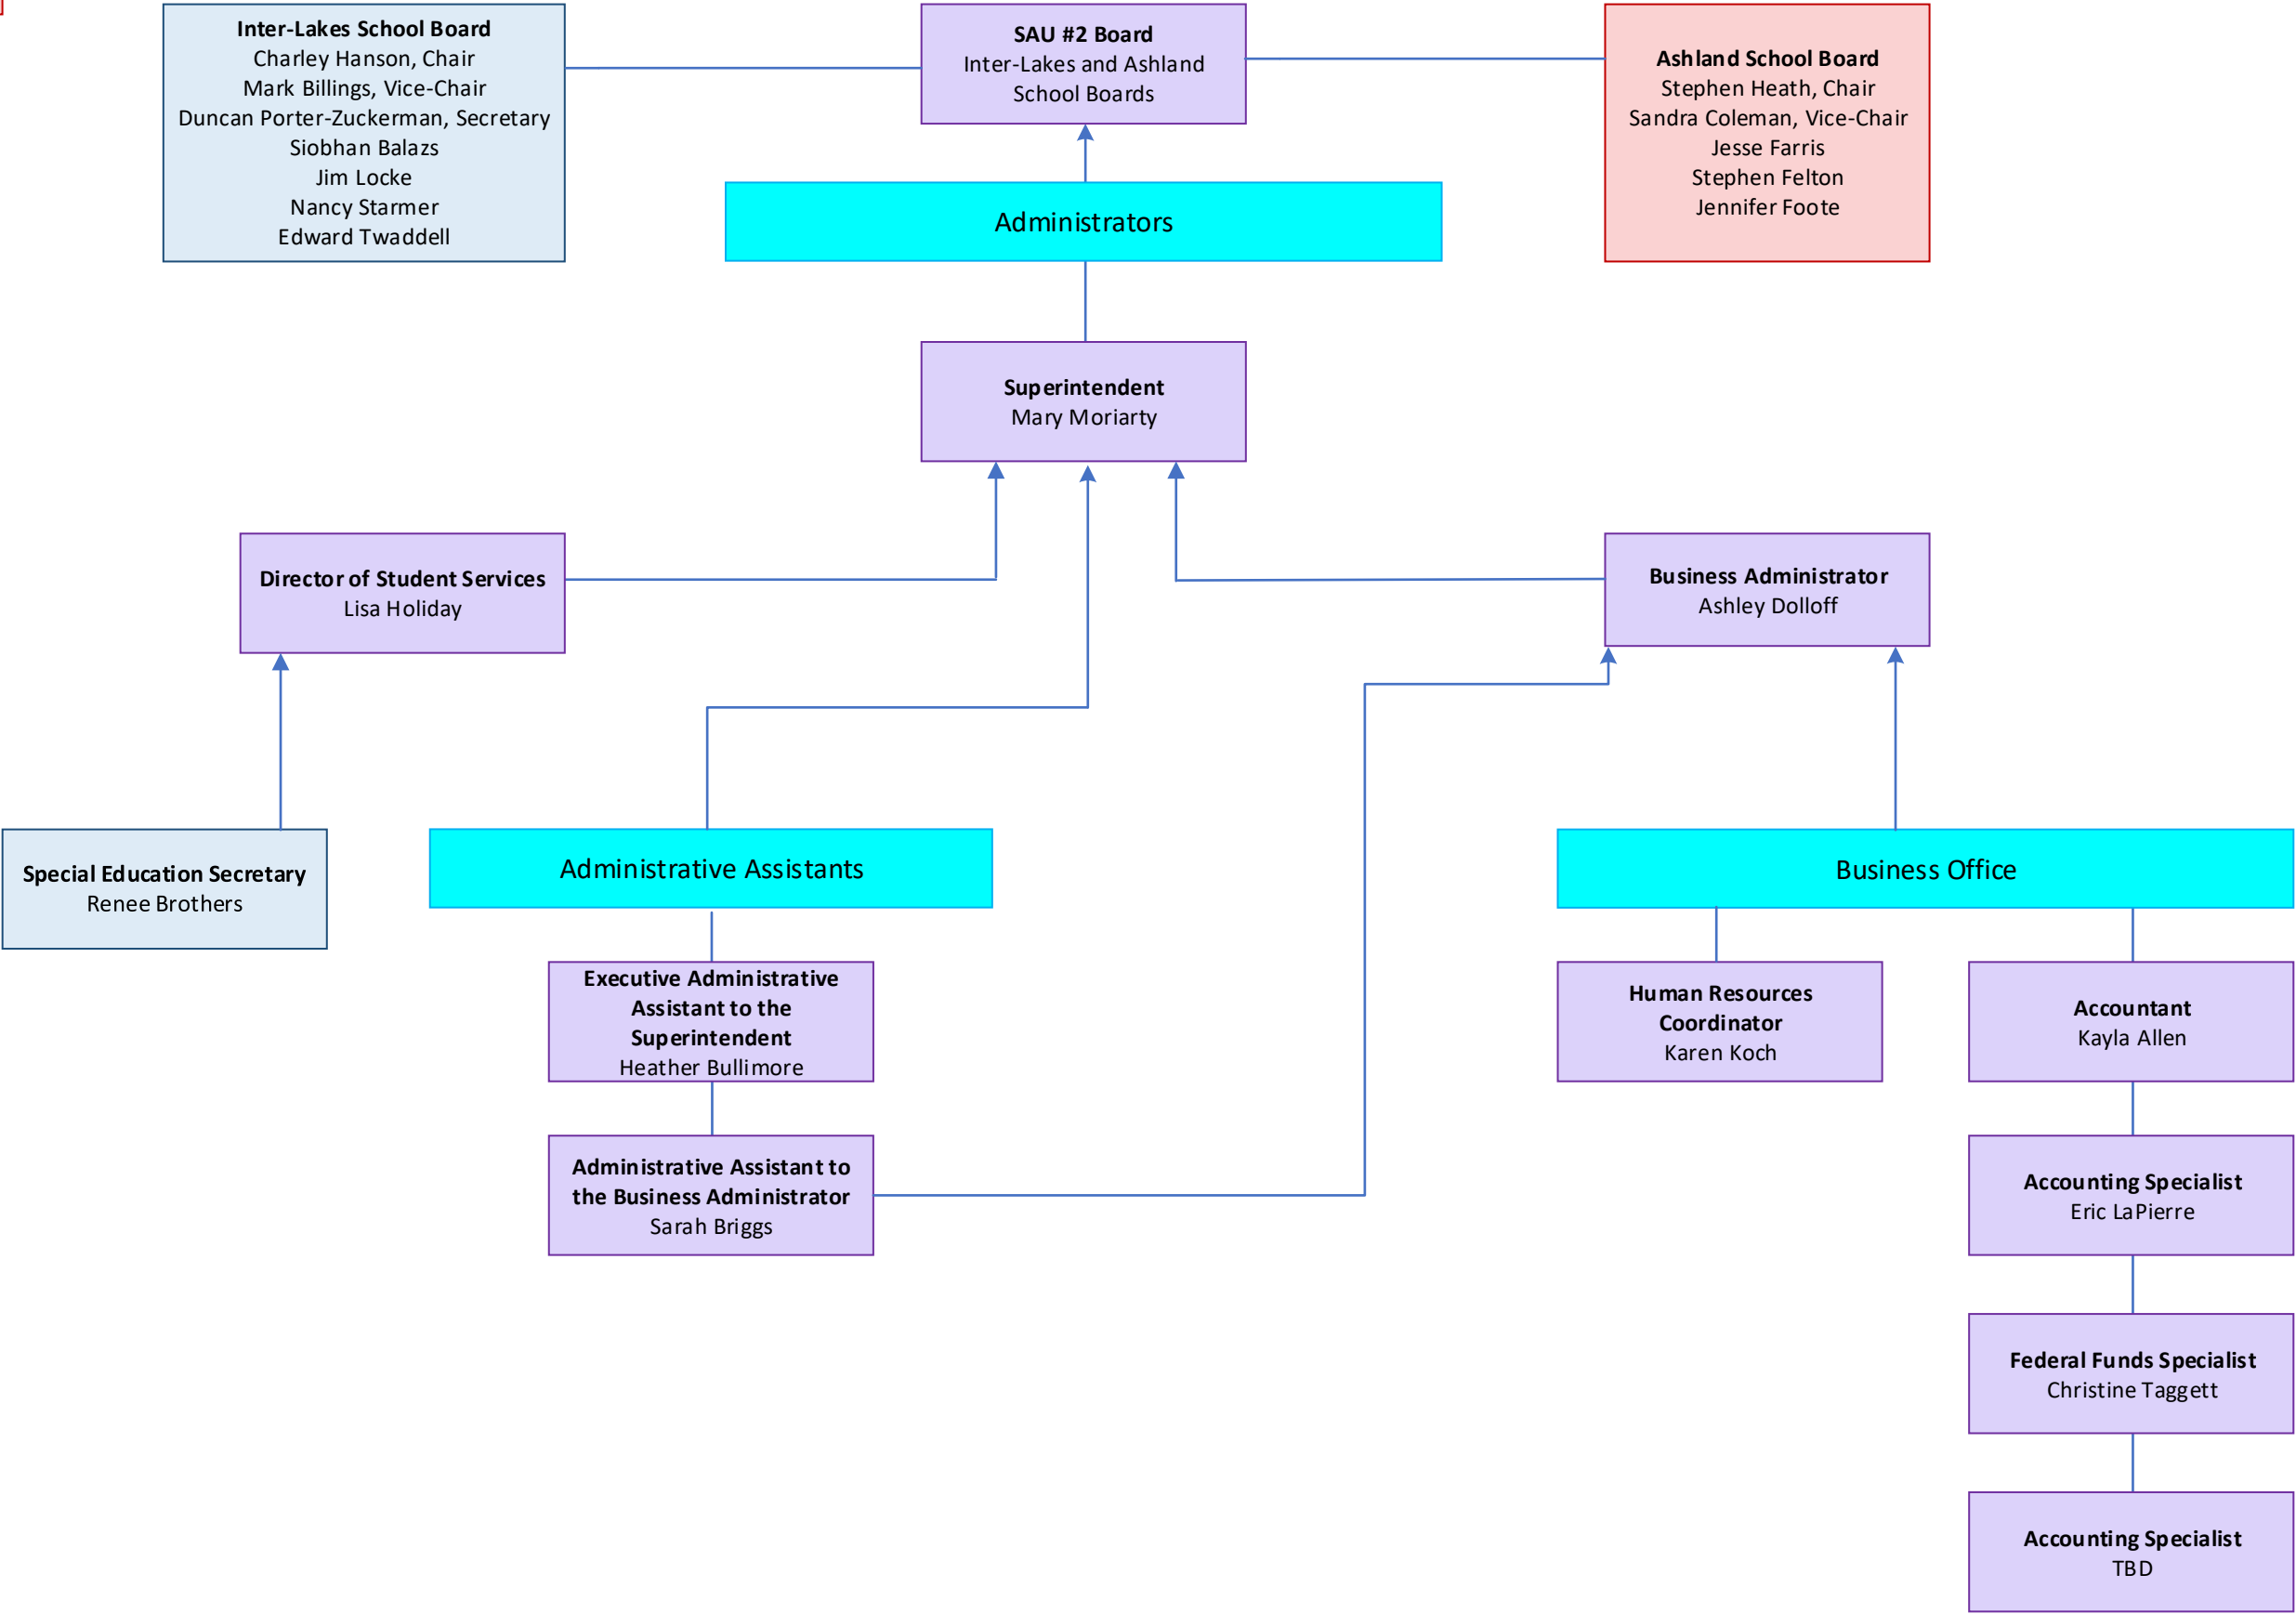 Inter-Lakes School Board
Charley Hanson, Chair
Mark Billings, Vice-Chair
Duncan Porter-Zuckerman, Secretary
Siobhan Balazs
Jim Locke
Nancy Starmer
Edward Twaddell
SAU #2 Board
Inter-Lakes and Ashland
School Boards
Ashland School Board
Stephen Heath, Chair
Sandra Coleman, Vice-Chair
Jesse Farris
Stephen Felton
Jennifer Foote
Administrators
Superintendent
Mary Moriarty
Director of Student Services
Lisa Holiday
Business Administrator
Ashley Dolloff
Special Education Secretary
Renee Brothers
Administrative Assistants
Business Office
Executive Administrative
Assistant to the
Superintendent
Heather Bullimore
Human Resources
Coordinator
Karen Koch
Accountant
Kayla Allen
Administrative Assistant to
the Business Administrator
Sarah Briggs
Accounting Specialist
Eric LaPierre
Federal Funds Specialist
Christine Taggett
Accounting Specialist
TBD